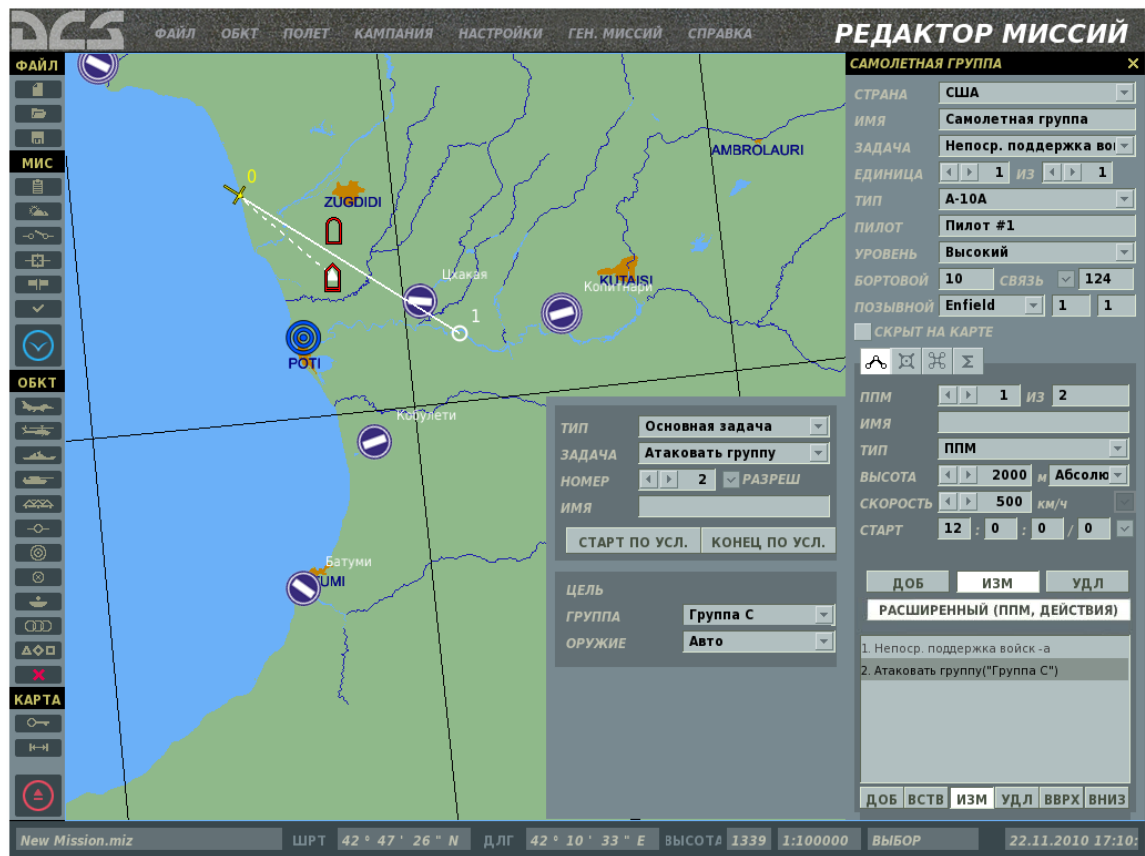 DCS ФАЙЛ ОБКТ ПОЛЕТ КАМПАНИЯ НАСТРОЙКИ ГЕН. МИССИЙ СПРАВКА РЕДАКТОР МИССИЙ
ФАЙЛ
МИС
ОБКТ
КАРТА
0
ZUGDIDI
AMBROLAURI
Цхакая
KUTAISI
Копитнари
1
POTI
Кобулети
Батуми
UMI
ТИП Основная задача
ЗАДАЧА Атаковать группу
НОМЕР 2 РАЗРЕШ
ИМЯ
СТАРТ ПО УСЛ. КОНЕЦ ПО УСЛ.
ЦЕЛЬ
ГРУППА Группа C
ОРУЖИЕ Авто
САМОЛЕТНАЯ ГРУППА
СТРАНА США
ИМЯ Самолетная группа
ЗАДАЧА Непоср. поддержка вой
ЕДИНИЦА 1 ИЗ 1
ТИП A-10A
ПИЛОТ Пилот #1
УРОВЕНЬ Высокий
БОРТОВОЙ 10 СВЯЗЬ 124
ПОЗЫВНОЙ Enfield 1 1
СКРЫТ НА КАРТЕ
Σ
ППМ 1 ИЗ 2
ИМЯ
ТИП ППМ
ВЫСОТА 2000 м Абсолю
СКОРОСТЬ 500 км/ч
СТАРТ 12 : 0 : 0 / 0
ДОБ ИЗМ УДЛ
РАСШИРЕННЫЙ (ППМ, ДЕЙСТВИЯ)
1. Непоср. поддержка войск -a
2. Атаковать группу("Группа C")
ДОБ ВСТВ ИЗМ УДЛ ВВРХ ВНИЗ
New Mission.miz ШРТ 42 ° 47 ' 26 " N ДЛГ 42 ° 10 ' 33 " E ВЫСОТА 1339 1:100000 ВЫБОР 22.11.2010 17:10: